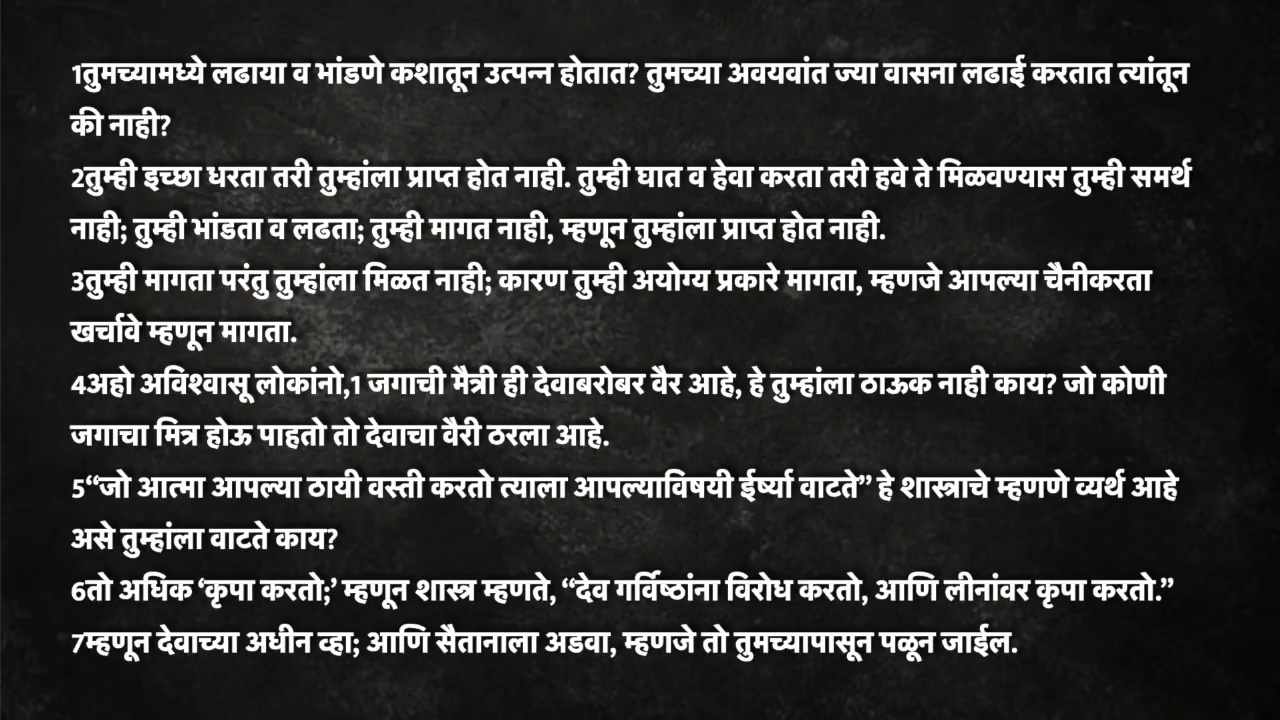 1तुमच्यामध्ये लढाया व भांडणे कशातून उत्पन्न होतात? तुमच्या अवयवांत ज्या वासना लढाई करतात त्यांतून
की नाही?
2तुम्ही इच्छा धरता तरी तुम्हांला प्राप्त होत नाही. तुम्ही घात व हेवा करता तरी हवे ते मिळवण्यास तुम्ही समर्थ
नाही; तुम्ही भांडता व लढता; तुम्ही मागत नाही, म्हणून तुम्हांला प्राप्त होत नाही.
3तुम्ही मागता परंतु तुम्हांला मिळत नाही; कारण तुम्ही अयोग्य प्रकारे मागता, म्हणजे आपल्या चैनीकरता
खर्चावे म्हणून मागता.
4अहो अविश्वासू लोकांनो,1 जगाची मैत्री ही देवाबरोबर वैर आहे, हे तुम्हांला ठाऊक नाही काय? जो कोणी
जगाचा मित्र होऊ पाहतो तो देवाचा वैरी ठरला आहे.
5“जो आत्मा आपल्या ठायी वस्ती करतो त्याला आपल्याविषयी ईर्ष्या वाटते” हे शास्त्राचे म्हणणे व्यर्थ आहे
असे तुम्हांला वाटते काय?
6तो अधिक ‘कृपा करतो;’ म्हणून शास्त्र म्हणते, “देव गर्विष्ठांना विरोध करतो, आणि लीनांवर कृपा करतो.”
7म्हणून देवाच्या अधीन व्हा; आणि सैतानाला अडवा, म्हणजे तो तुमच्यापासून पळून जाईल.